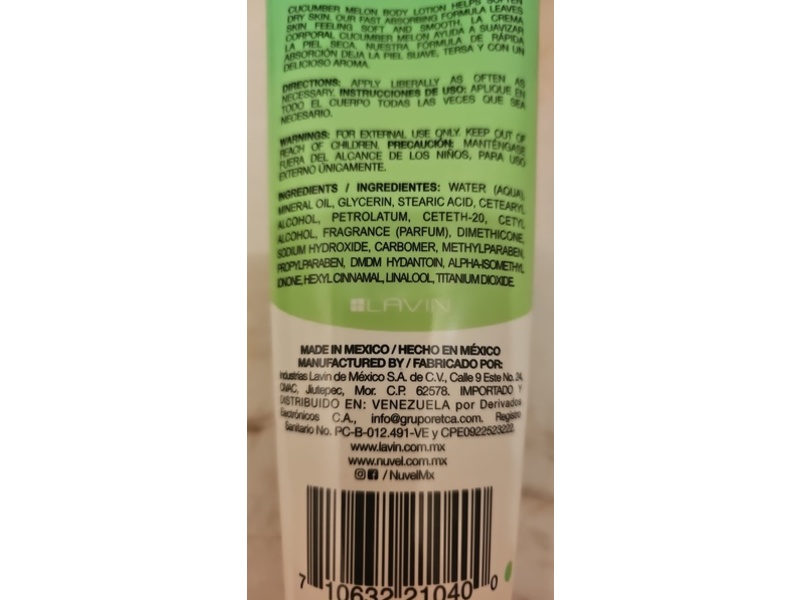 CUCUMBER MELON BODY LOTION HELPS SOFTEN
DRY SKIN. OUR FAST ABSORBING FORMULA LEAVES
SKIN FEELING SOFT AND SMOOTH. LA CREMA
CORPORAL CUCUMBER MELON AYUDA A SUAVIZAR
LA PIEL SECA. NUESTRA FÓRMULA DE RÁPIDA
ABSORCIÓN DEJA LA PIEL SUAVE, TERSA Y CON UN
DELICIOSO AROMA.
DIRECTIONS: APPLY LIBERALLY AS OFTEN AS
NECESSARY. INSTRUCCIONES DE USO: APLIQUE EN
TODO EL CUERPO TODAS LAS VECES QUE SEA
NECESARIO.
WARNINGS: FOR EXTERNAL USE ONLY. KEEP OUT OF
REACH OF CHILDREN. PRECAUCIÓN: MANTÉNGASE
FUERA DEL ALCANCE DE LOS NIÑOS, PARA USO
EXTERNO ÚNICAMENTE.
INGREDIENTS / INGREDIENTES: WATER (AQUA),
MINERAL OIL, GLYCERIN, STEARIC ACID, CETEARYL
ALCOHOL, PETROLATUM, CETETH-20, CETYL
ALCOHOL, FRAGRANCE (PARFUM), DIMETHICONE,
SODIUM HYDROXIDE, CARBOMER, METHYLPARABEN,
PROPYLPARABEN, DMDM HYDANTOIN, ALPHA-ISOMETHYL
IONONE, HEXYL CINNAMAL, LINALOOL, TITANIUM DIOXIDE.
LAVIN
MADE IN MEXICO / HECHO EN MÉXICO
MANUFACTURED BY / FABRICADO POR:
Industrias Lavin de México S.A. de C.V., Calle 9 Este No. 24,
CIVAC, Jiutepec, Mor. C.P. 62578. IMPORTADO Y
DISTRIBUIDO EN: VENEZUELA por Derivados
Electrónicos C.A., info@gruporetca.com. Registro
Sanitario No. PC-B-012.491-VE y CPE0922523222.
www.lavin.com.mx
www.nuvel.com.mx
/ NuvelMx
7 10632 21040 0